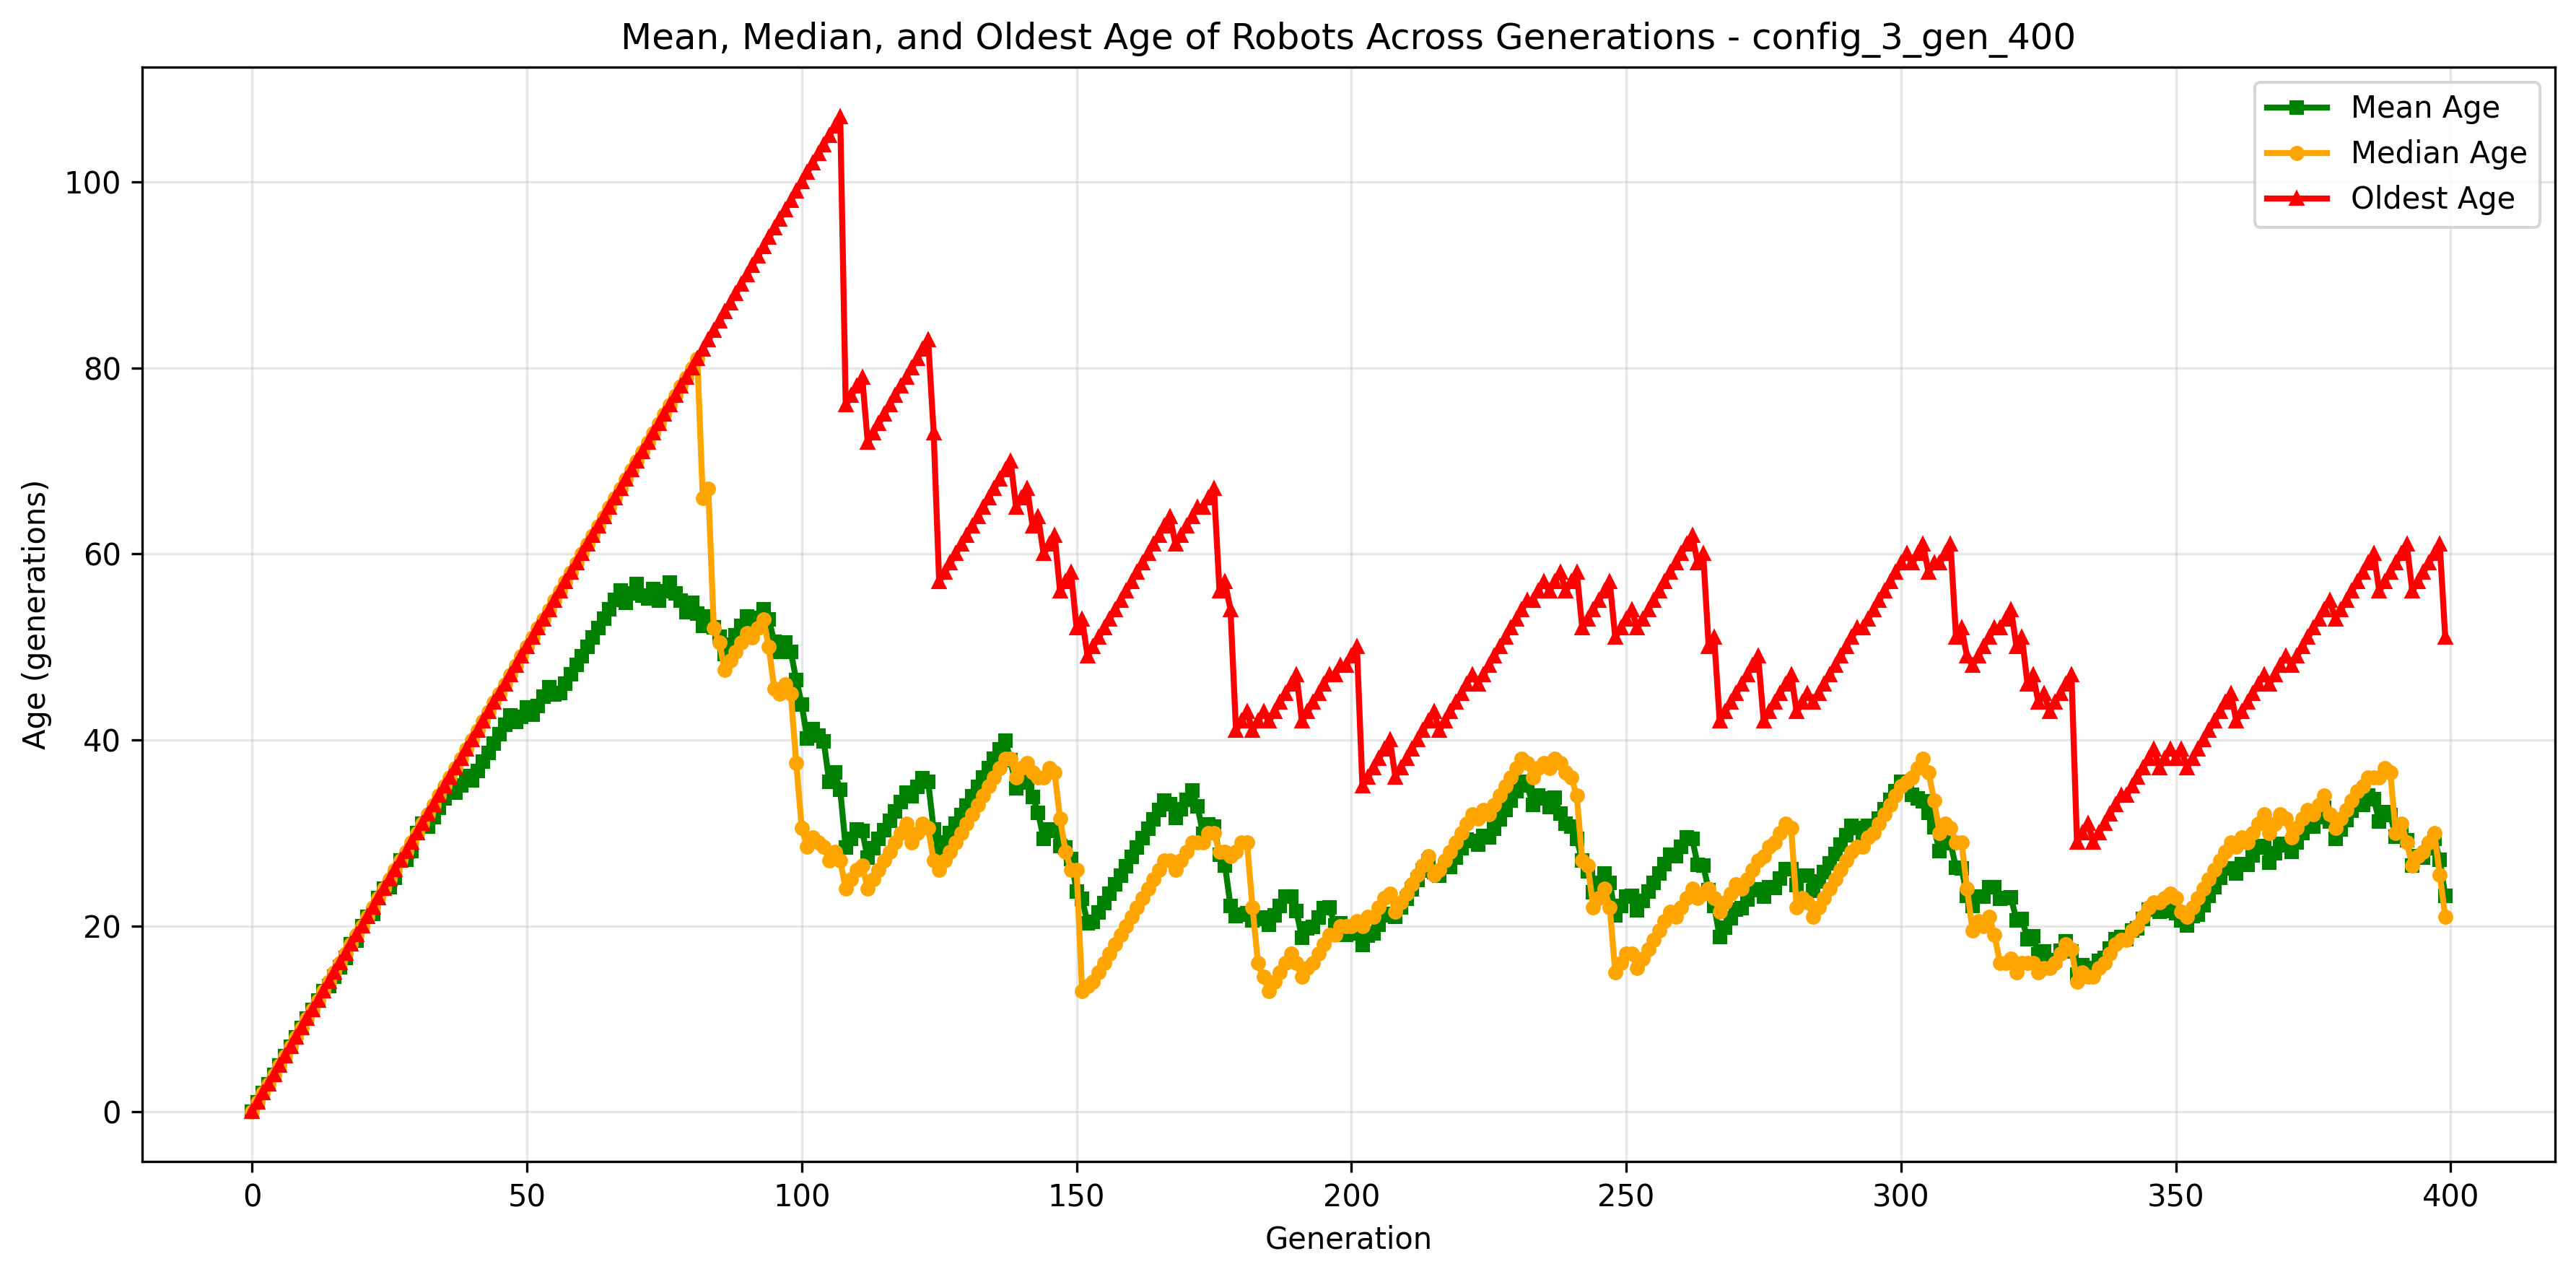 Mean, Median, and Oldest Age of Robots Across Generations - config_3_gen_400
Mean Age
Median Age
Oldest Age
Age (generations)
100
80
60
40
20
0
0 50 100 150 200 250 300 350 400
Generation